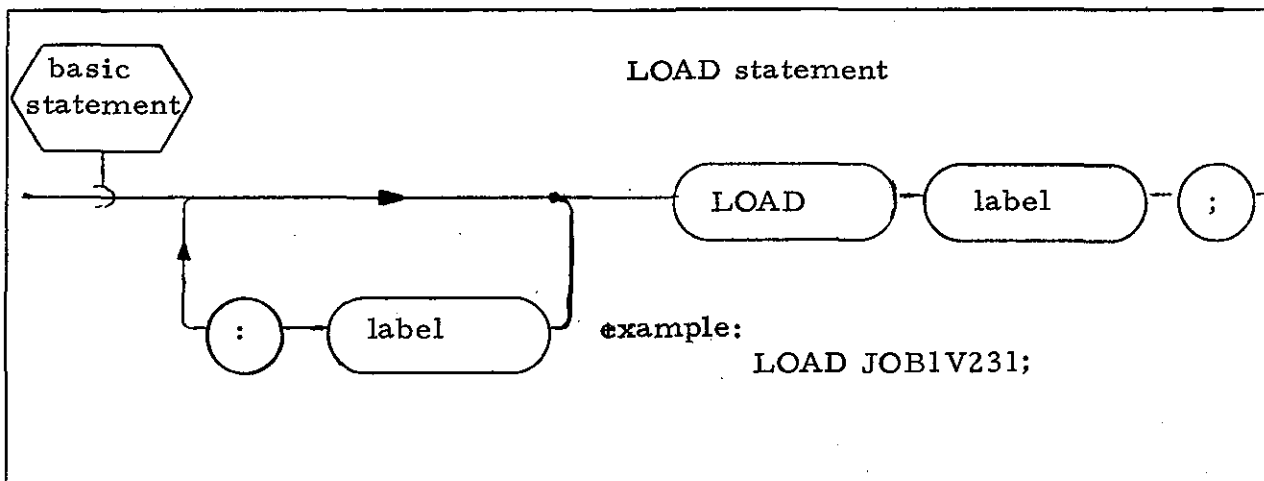 basic
statement
LOAD statement
LOAD
label
;
:
label
example:
LOAD JOB1V231;